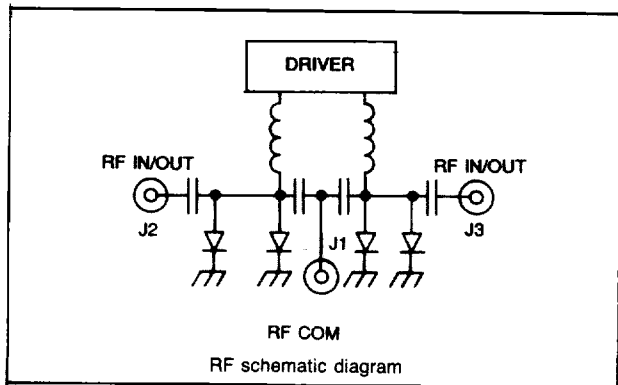 DRIVER
RF IN/OUT
RF IN/OUT
J2
J1
J3
RF COM
RF schematic diagram